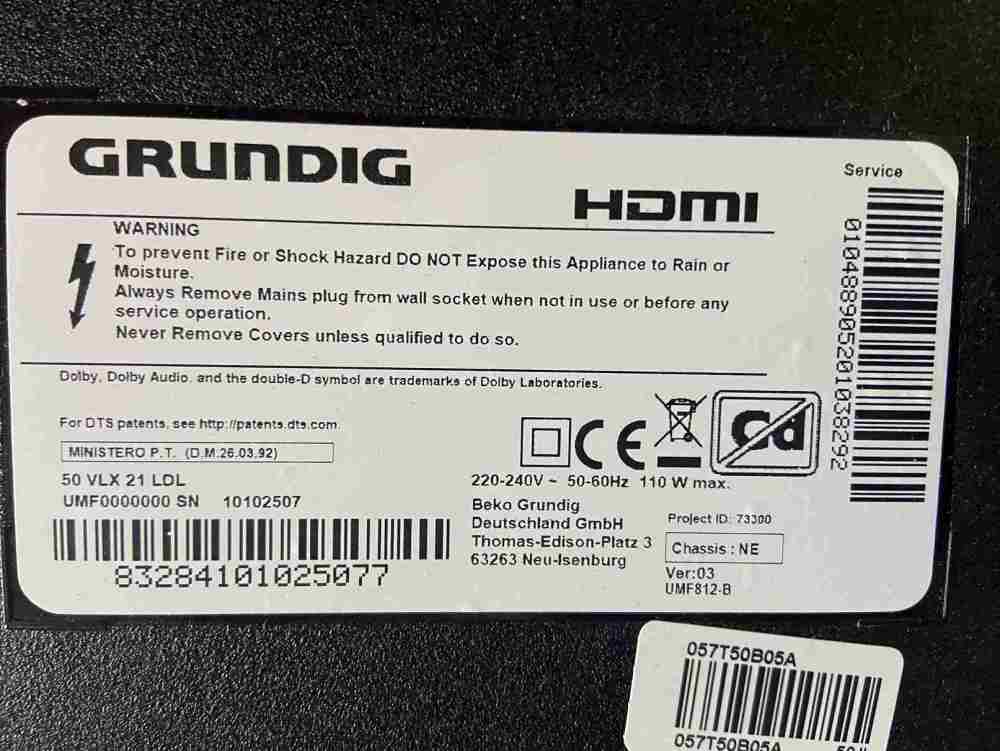 GRUNDIG
HDMI
Service
WARNING
To prevent Fire or Shock Hazard DO NOT Expose this Appliance to Rain or
Moisture.
Always Remove Mains plug from wall socket when not in use or before any
service operation.
Never Remove Covers unless qualified to do so.
01048890520103829​2
Dolby, Dolby Audio, and the double-D symbol are trademarks of Dolby Laboratories.
For DTS patents, see http://patents.dts.com.
MINISTERO P.T. (D.M.26.03.92)
CE
Cd
50 VLX 21 LDL
UMF0000000 SN 10102507
83284101025077
220-240V ~ 50-60Hz 110 W max.
Beko Grundig
Deutschland GmbH
Thomas-Edison-Platz 3
63263 Neu-Isenburg
Project ID: 73300
Chassis : NE
Ver:03
UMF812-B
057T50B05A
057T50B05A